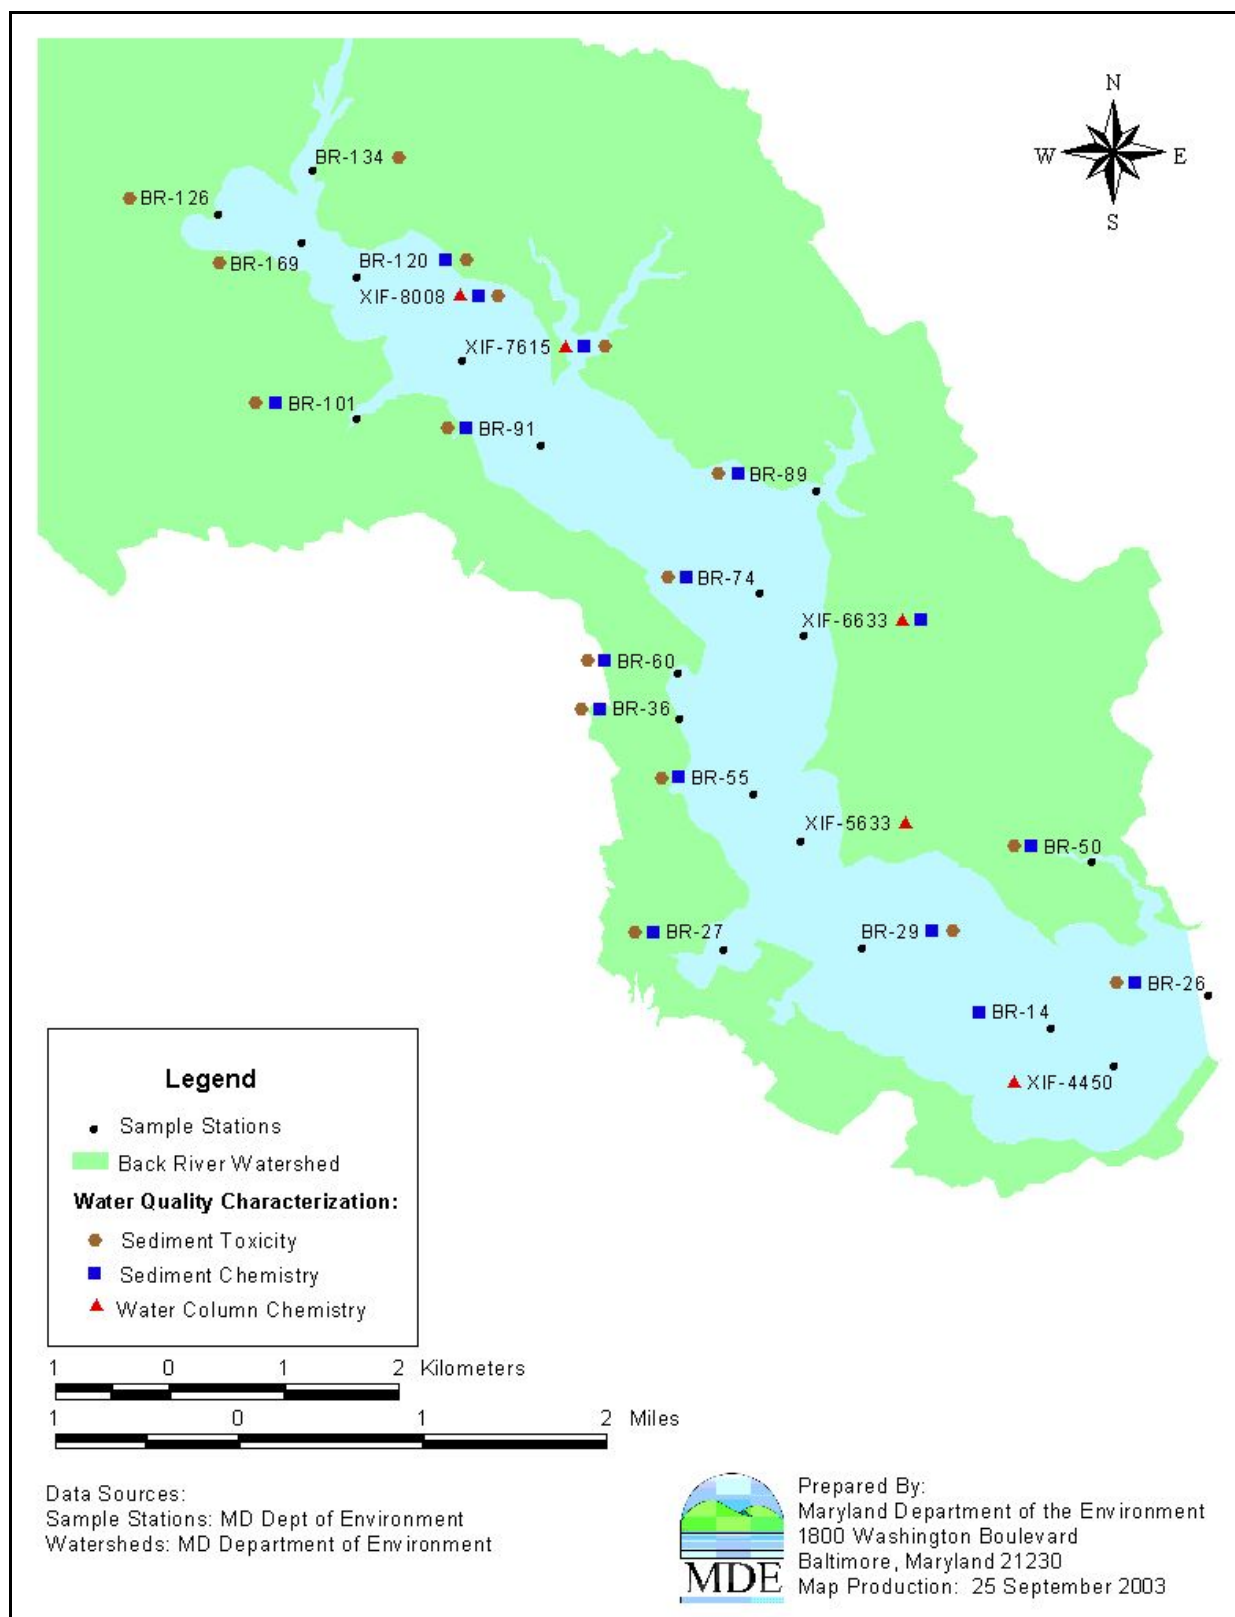 N
W E
S
BR-134
BR-126
BR-169
BR-120
XIF-8008
XIF-7615
BR-101
BR-91
BR-89
BR-74
XIF-6633
BR-60
BR-36
BR-55
XIF-5633
BR-50
BR-27
BR-29
BR-26
BR-14
XIF-4450
Legend
Sample Stations
Back River Watershed
Water Quality Characterization:
Sediment Toxicity
Sediment Chemistry
Water Column Chemistry
1 0 1 2 Kilometers
1 0 1 2 Miles
Data Sources:
Sample Stations: MD Dept of Environment
Watersheds: MD Department of Environment
MDE
Prepared By:
Maryland Department of the Environment
1800 Washington Boulevard
Baltimore, Maryland 21230
Map Production: 25 September 2003